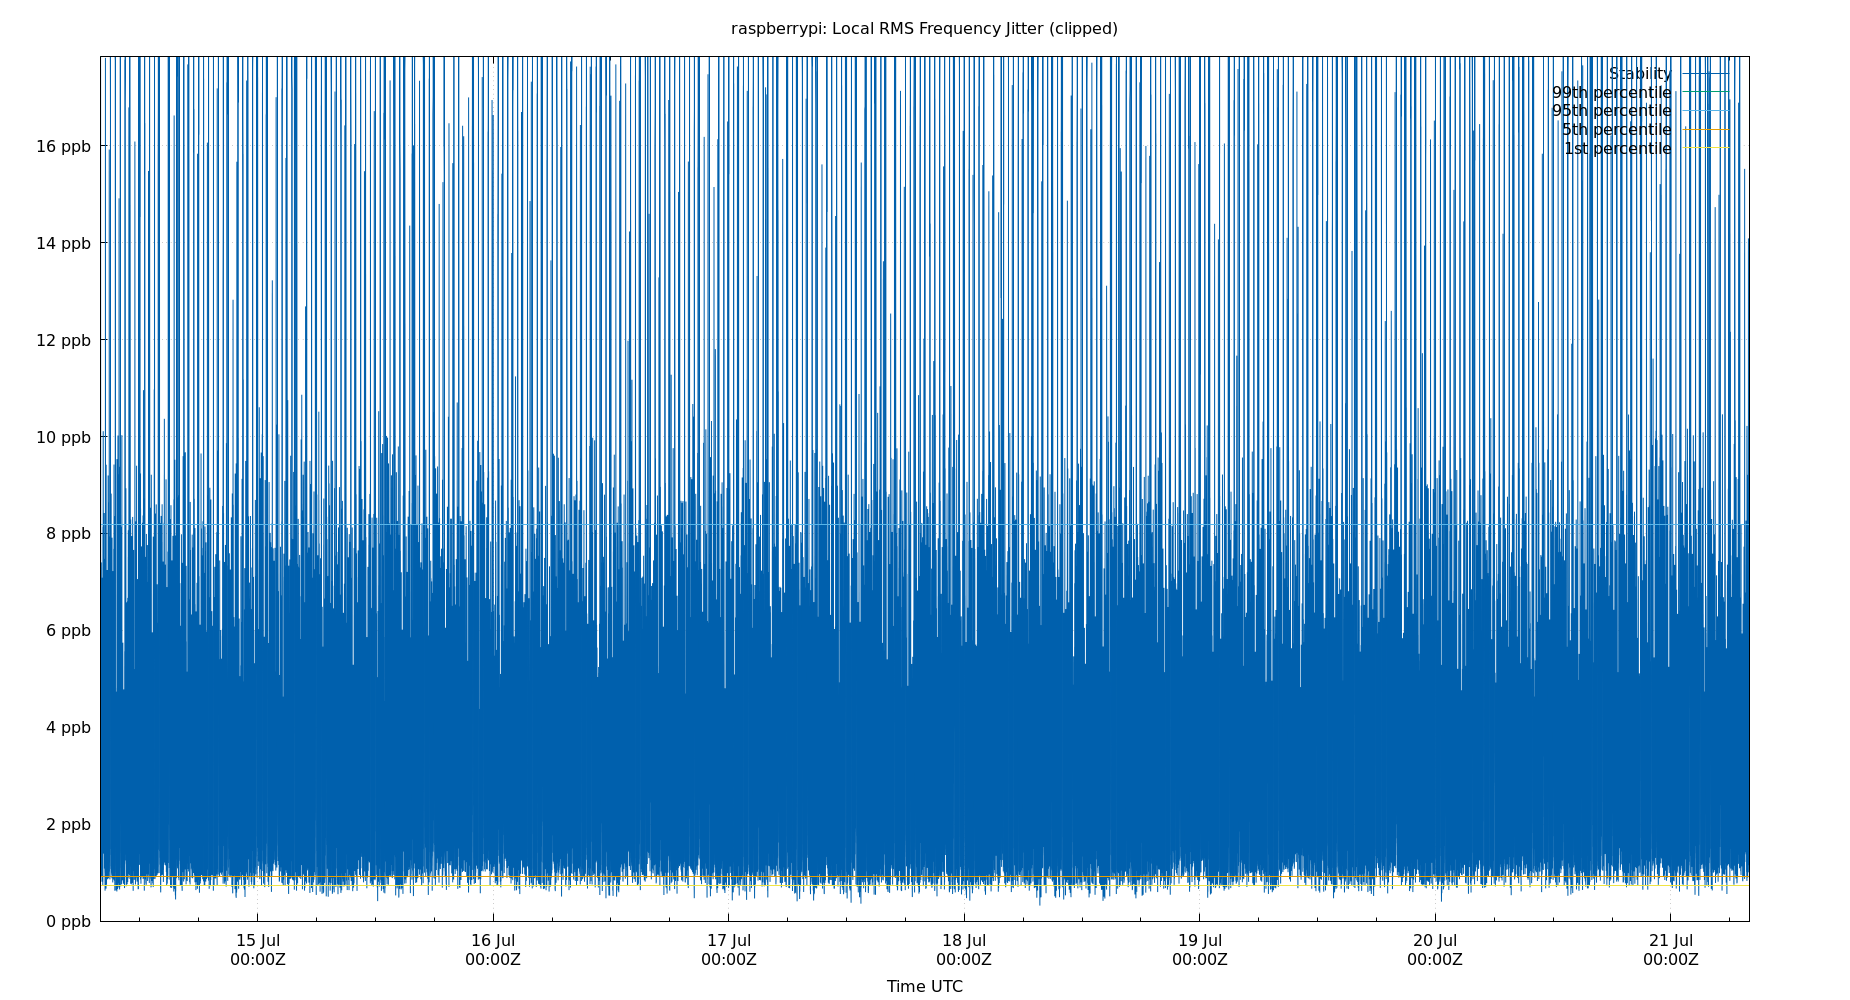 raspberrypi: Local RMS Frequency Jitter (clipped)
Stability
99th percentile
95th percentile
5th percentile
1st percentile
16 ppb
14 ppb
12 ppb
10 ppb
8 ppb
6 ppb
4 ppb
2 ppb
0 ppb
15 Jul 16 Jul 17 Jul 18 Jul 19 Jul 20 Jul 21 Jul
00:00Z 00:00Z 00:00Z 00:00Z 00:00Z 00:00Z 00:00Z
Time UTC